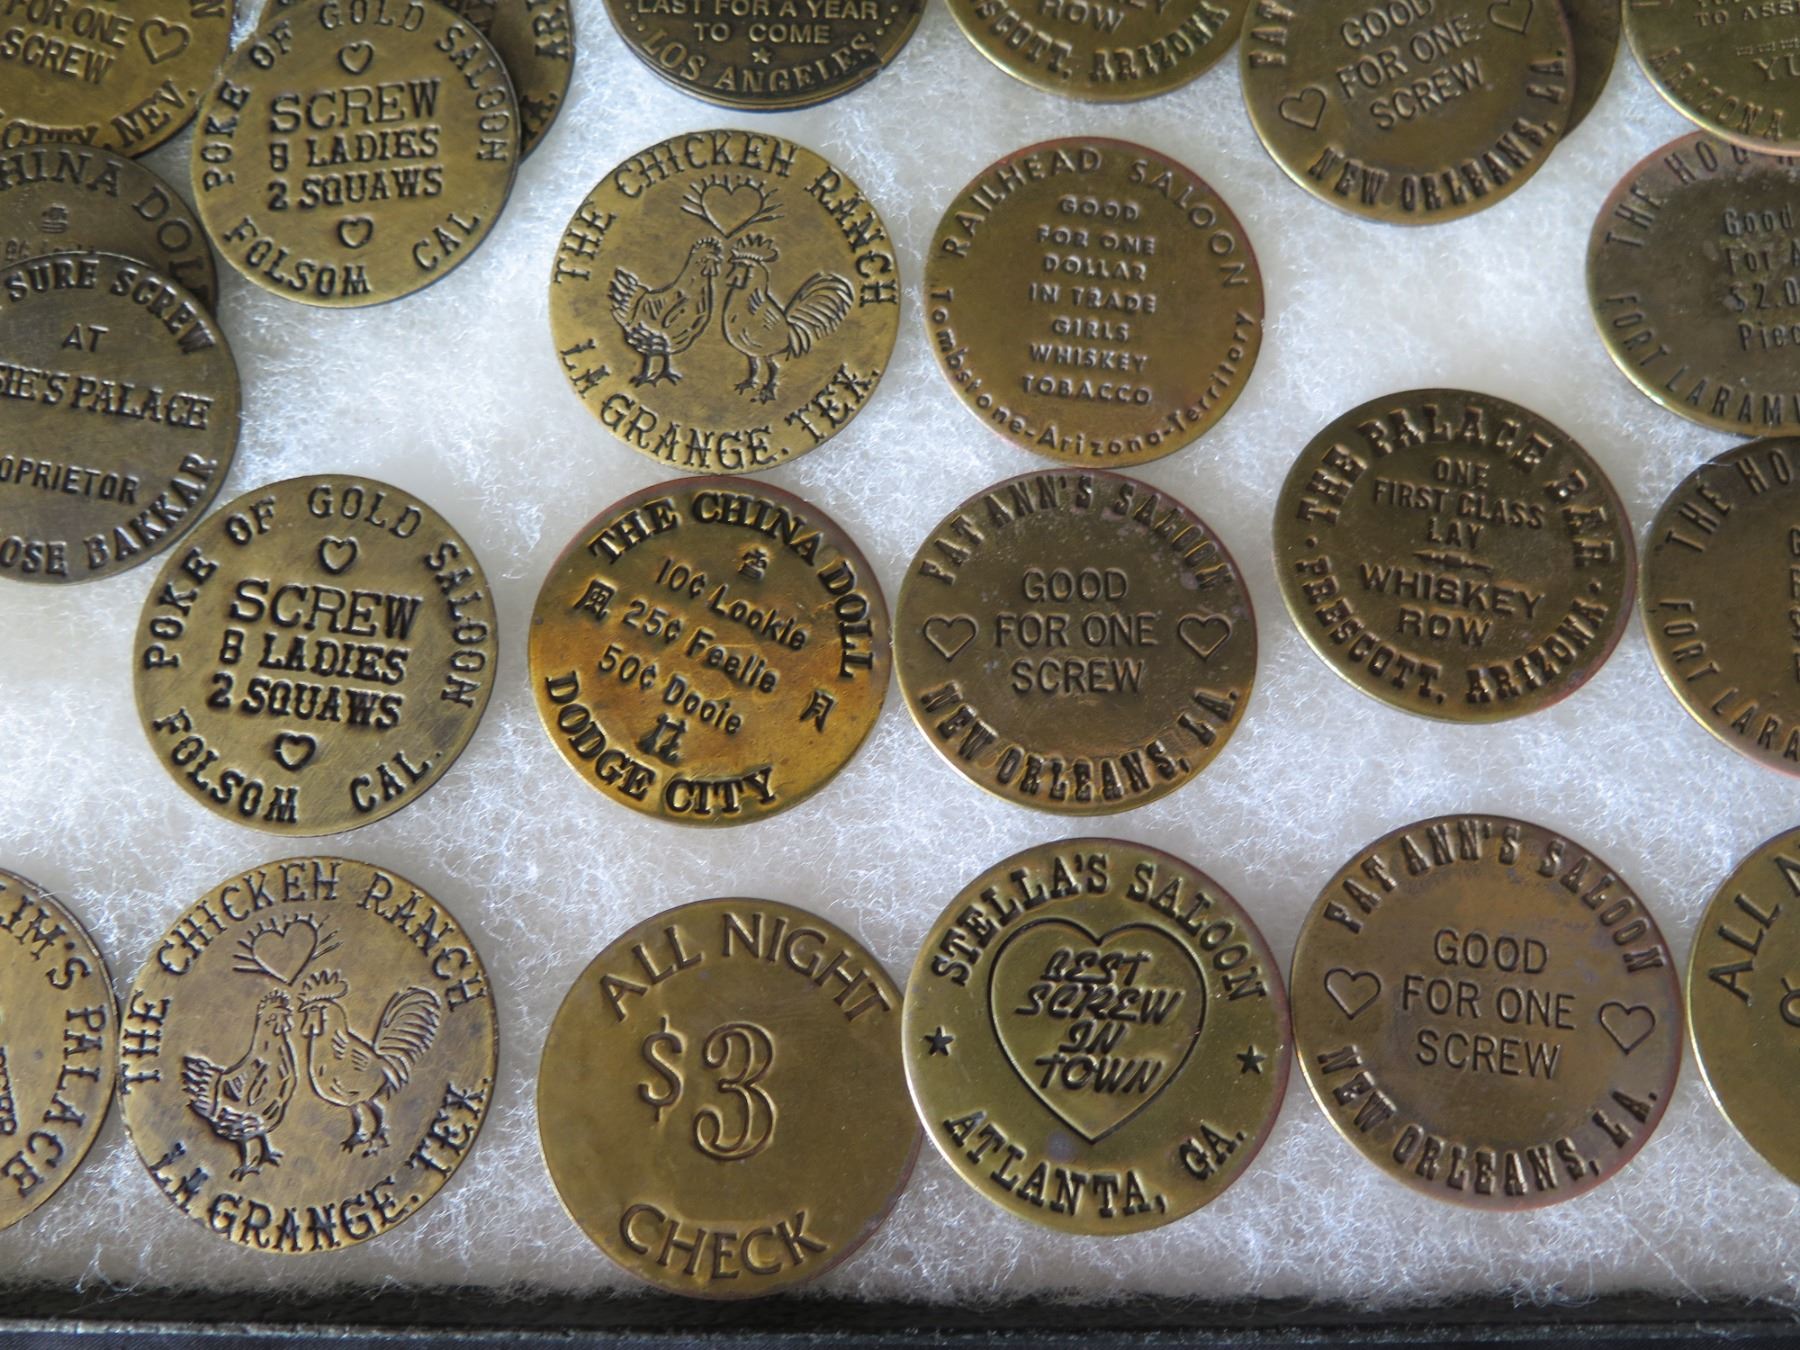 FOR ONE
SCREW
NEV.
POKE OF GOLD SALOON
SCREW
8 LADIES
2 SQUAWS
FOLSOM CAL
LAST FOR A YEAR
TO COME
LOS ANGELES
ROW
ARIZONA
FAT
GOOD
FOR ONE
SCREW
NEW ORLEANS, LA.
TO
ARIZONA
CHINA DOLL
SURE SCREW
AT
PALACE
BAKKAR
THE CHICKEN RANCH
LA GRANGE. TEX.
RAILHEAD SALOON
GOOD
FOR ONE
DOLLAR
IN TRADE
GIRLS
WHISKEY
TOBACCO
Tombstone-Arizona-Territory
THE
Good
For
FORT
THE PALACE BAR
ONE
FIRST CLASS
LAY
WHISKEY
ROW
PRESCOTT, ARIZONA
THE
FORT
POKE OF GOLD SALOON
SCREW
8 LADIES
2 SQUAWS
FOLSOM CAL.
THE CHINA DOLL
10¢ Lookie
25¢ Feelie
50¢ Dooie
DODGE CITY
FAT ANN'S SALOON
GOOD
FOR ONE
SCREW
NEW ORLEANS, LA.
PALACE
THE CHICKEN RANCH
LA GRANGE. TEX.
ALL NIGHT
$3
CHECK
STELLA'S SALOON
BEST
SCREW
IN
TOWN
ATLANTA, GA.
FAT ANN'S SALOON
GOOD
FOR ONE
SCREW
NEW ORLEANS, LA.
ALL